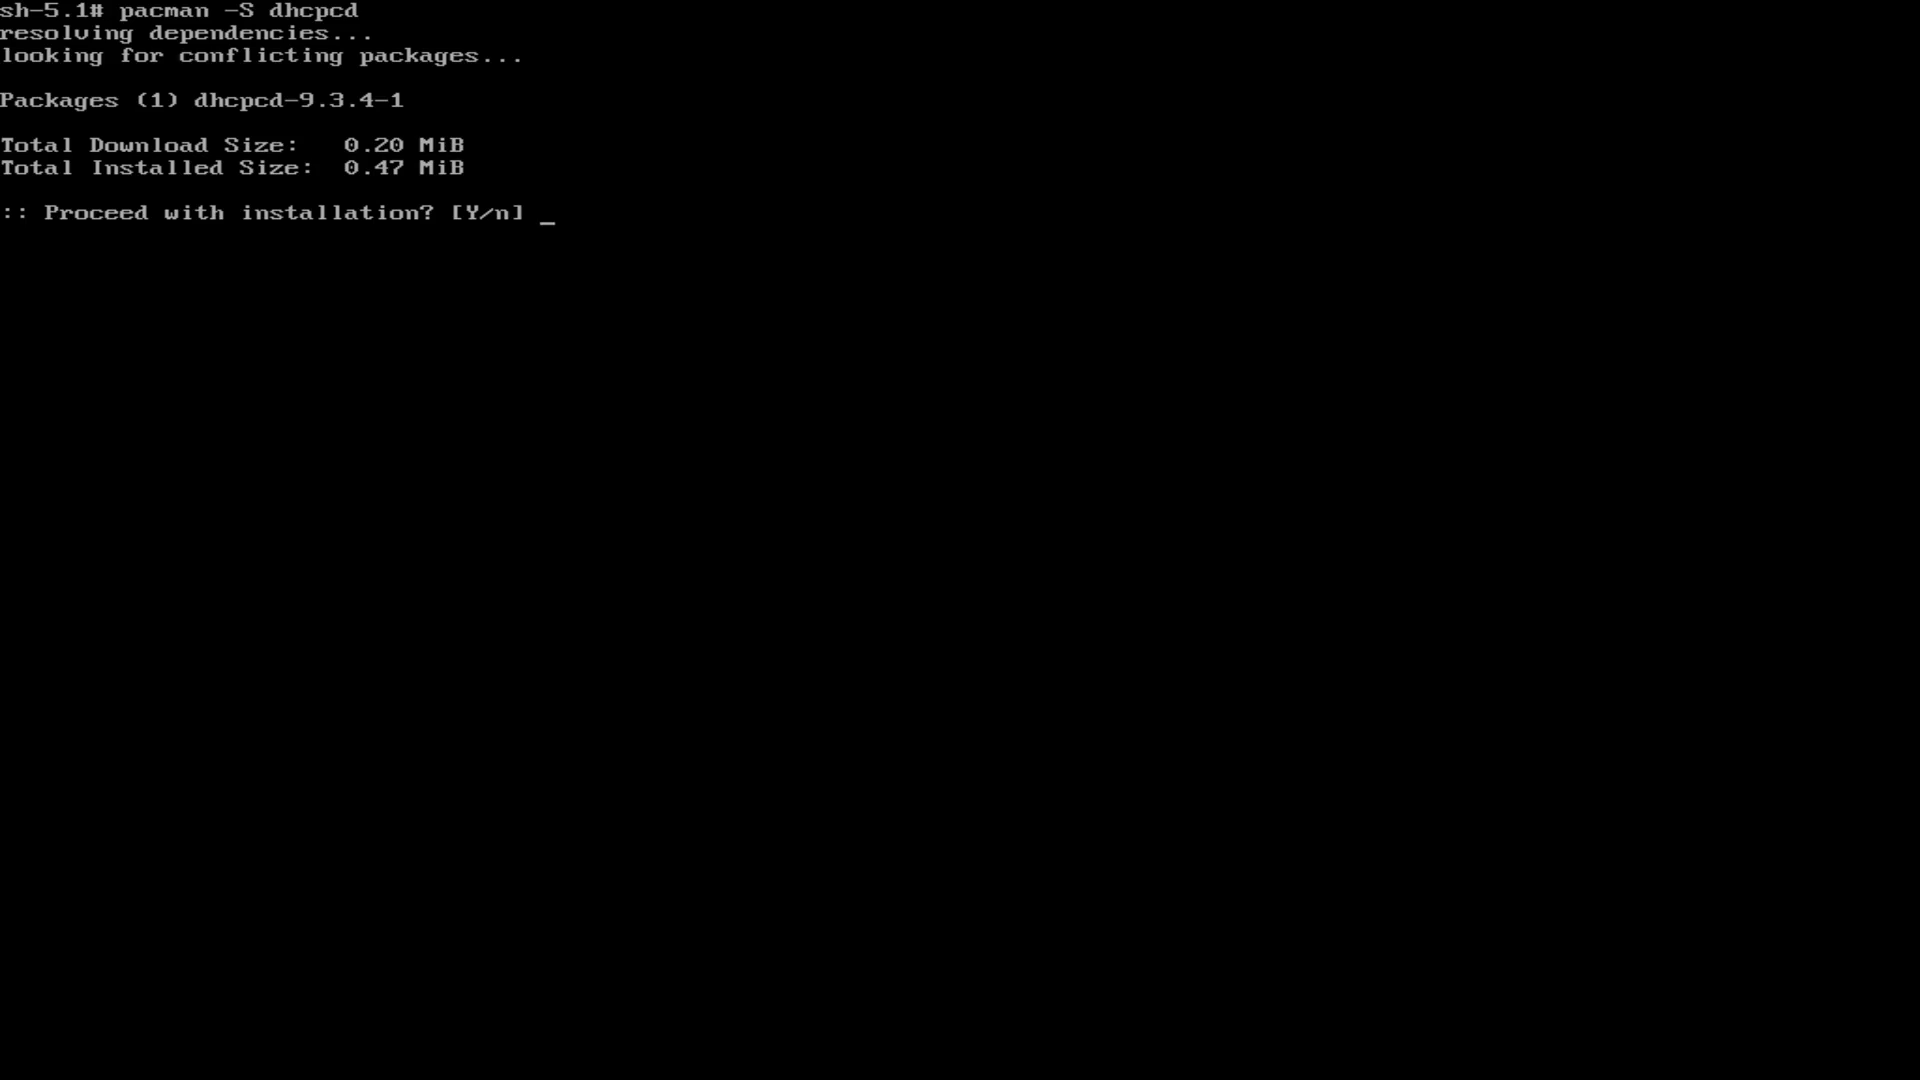 sh-5.1# pacman -S dhcpcd
resolving dependencies...
looking for conflicting packages...
Packages (1) dhcpcd-9.3.4-1
Total Download Size:   0.20 MiB
Total Installed Size:  0.47 MiB
:: Proceed with installation? [Y/n] _